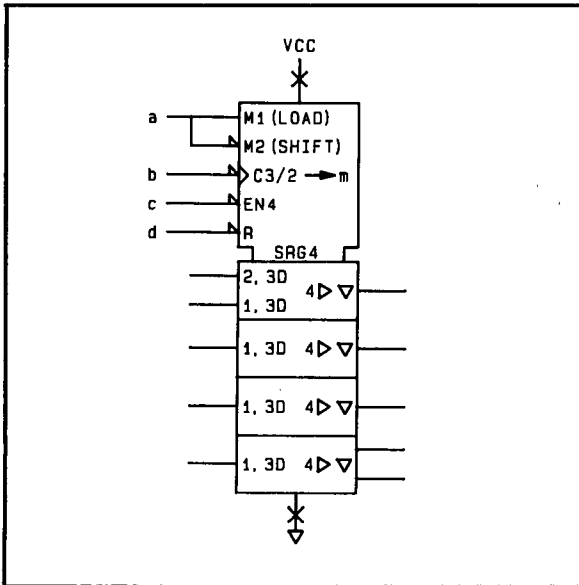 VCC
a M1(LOAD)
M2(SHIFT)
b C3/2 → m
c EN4
d R
SRG4
2,3D
1,3D 4▷ ▽
1,3D 4▷ ▽
1,3D 4▷ ▽
1,3D 4▷ ▽